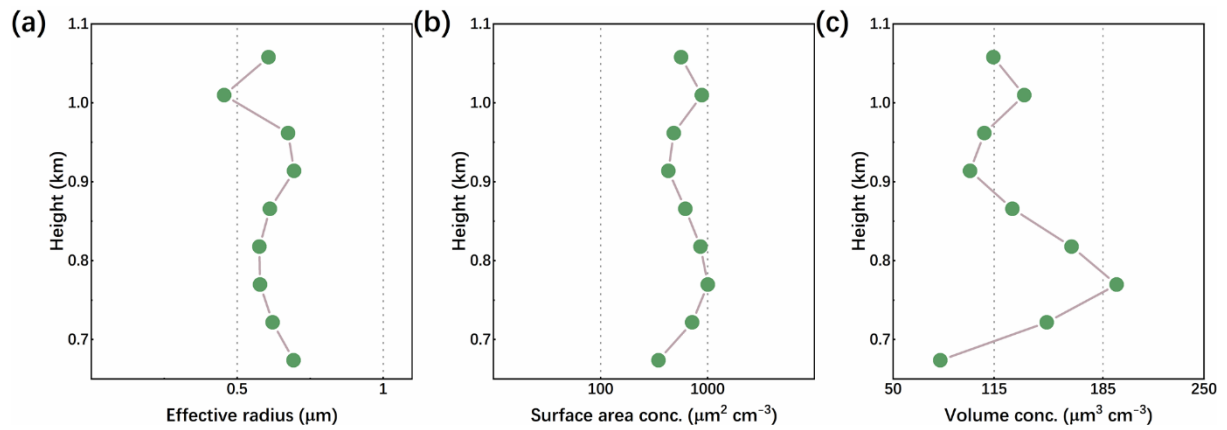 (a)
1.1
1.0
0.9
0.8
0.7
Height (km)
0.5
1
Effective radius (μm)
(b)
1.1
1.0
0.9
0.8
0.7
Height (km)
100
1000
Surface area conc. (μm² cm⁻³)
(c)
1.1
1.0
0.9
0.8
0.7
Height (km)
50
115
185
250
Volume conc. (μm³ cm⁻³)